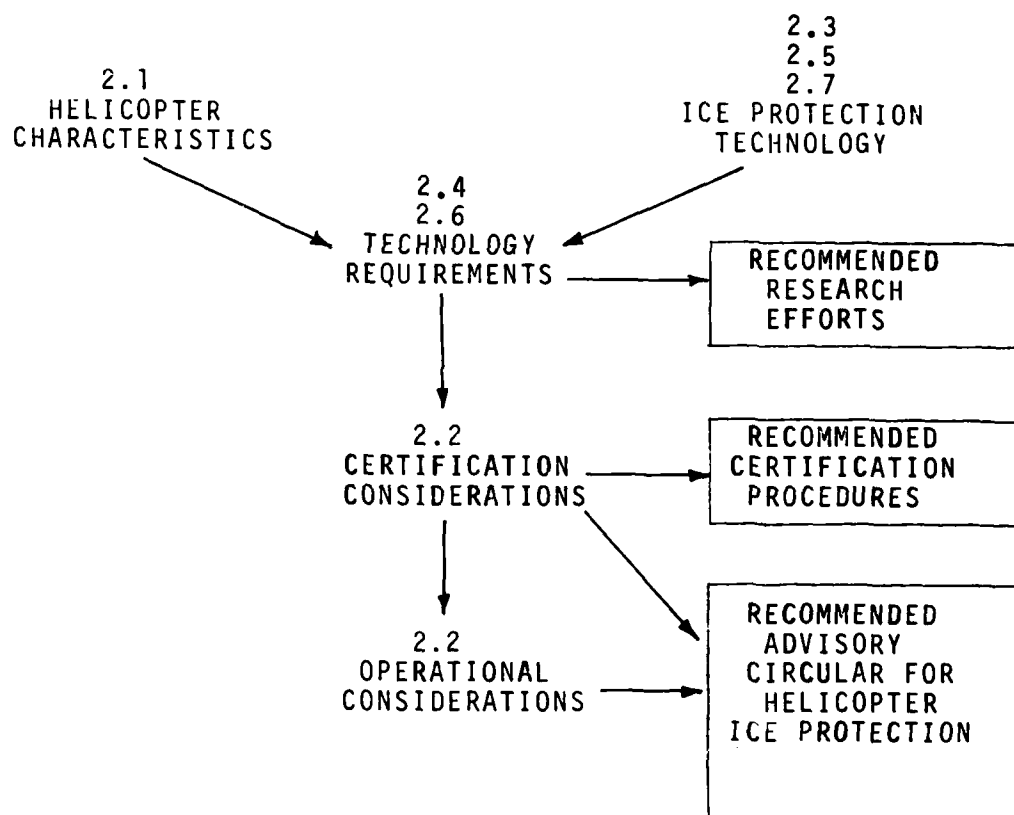 2.1
HELICOPTER
CHARACTERISTICS
2.3
2.5
2.7
ICE PROTECTION
TECHNOLOGY
2.4
2.6
TECHNOLOGY
REQUIREMENTS
RECOMMENDED
RESEARCH
EFFORTS
2.2
CERTIFICATION
CONSIDERATIONS
RECOMMENDED
CERTIFICATION
PROCEDURES
2.2
OPERATIONAL
CONSIDERATIONS
RECOMMENDED
ADVISORY
CIRCULAR FOR
HELICOPTER
ICE PROTECTION